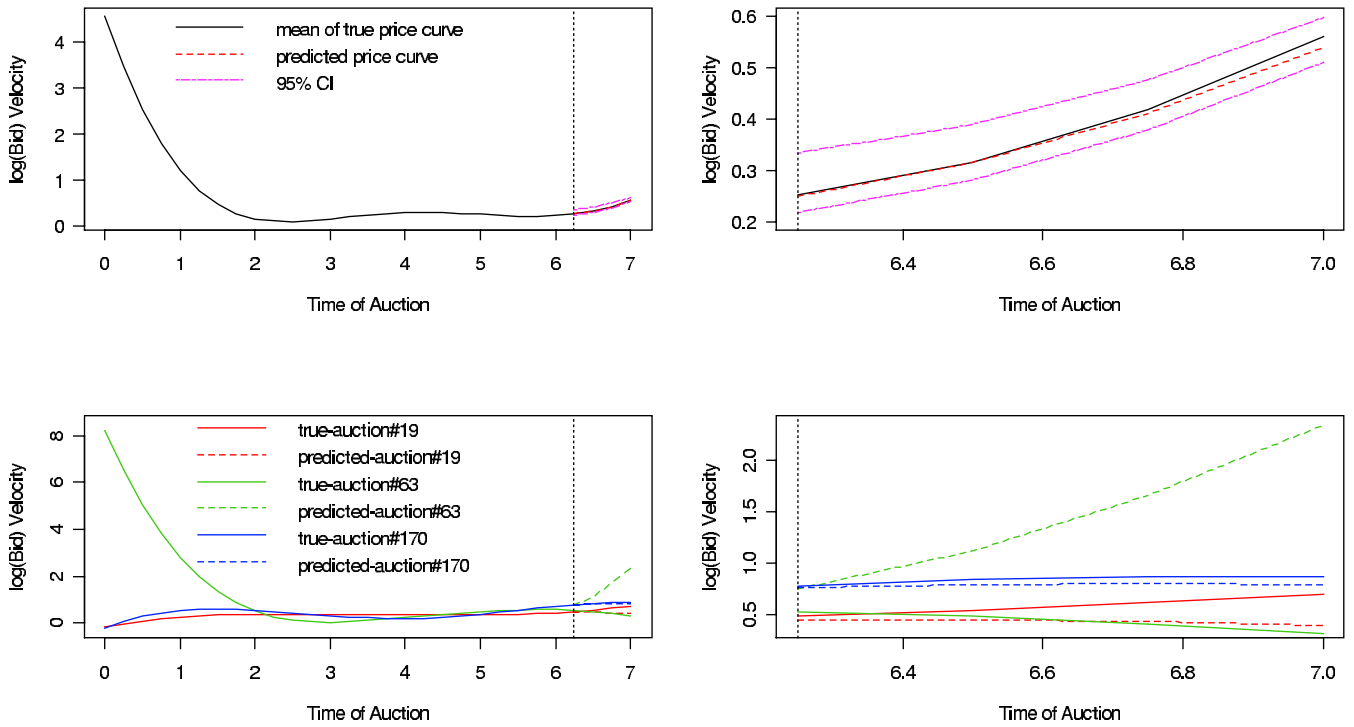 log(Bid) Velocity
4
3
2
1
0
mean of true price curve
predicted price curve
95% CI
0 1 2 3 4 5 6 7
Time of Auction
log(Bid) Velocity
0.6
0.5
0.4
0.3
0.2
6.4 6.6 6.8 7.0
Time of Auction
log(Bid) Velocity
8
6
4
2
0
true-auction#19
predicted-auction#19
true-auction#63
predicted-auction#63
true-auction#170
predicted-auction#170
0 1 2 3 4 5 6 7
Time of Auction
log(Bid) Velocity
2.0
1.5
1.0
0.5
6.4 6.6 6.8 7.0
Time of Auction